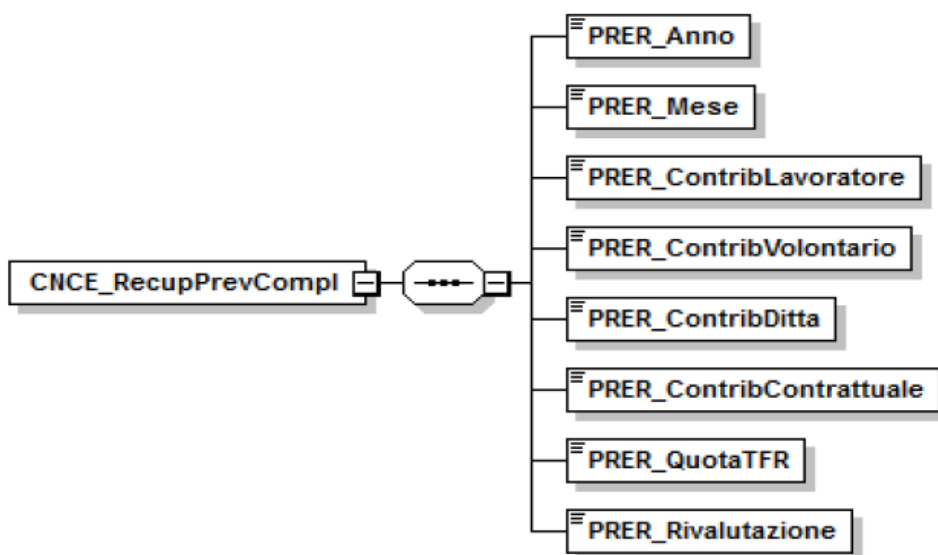 PRER_Anno
PRER_Mese
PRER_ContribLavoratore
PRER_ContribVolontario
CNCE_RecupPrevCompl
PRER_ContribDitta
PRER_ContribContrattuale
PRER_QuotaTFR
PRER_Rivalutazione